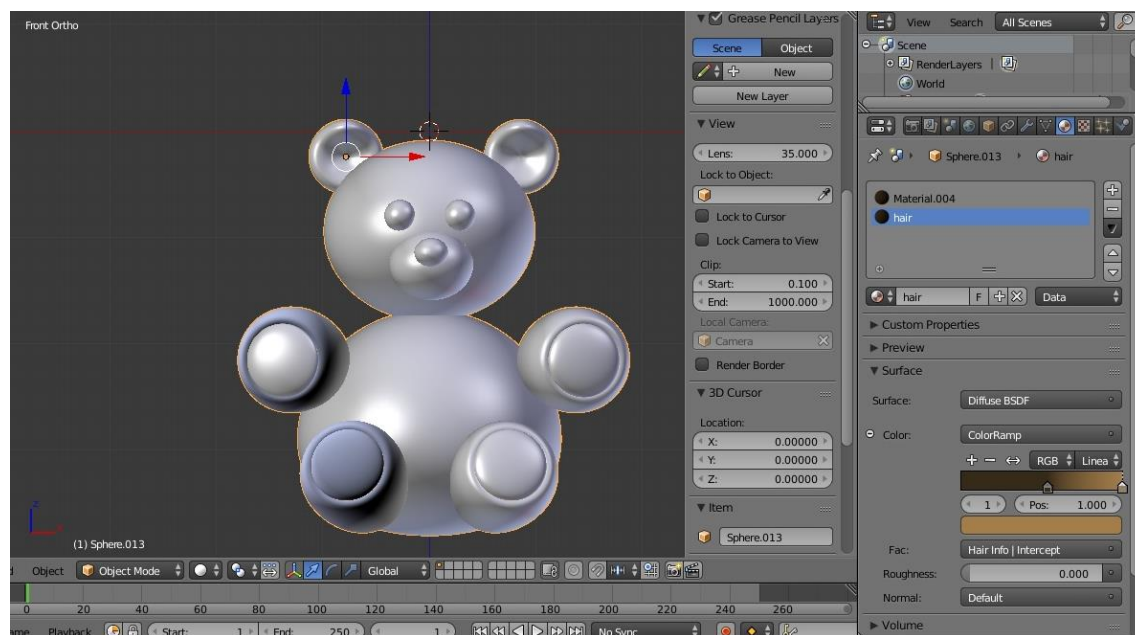 Front Ortho
(1) Sphere.013
Object Object Mode Global
0 20 40 60 80 100 120 140 160 180 200 220 240 260
Playback Start: 1 End: 250 1 No Sync
Grease Pencil Layers
Scene Object
New
New Layer
View
Lens: 35.000
Lock to Object:
Lock to Cursor
Lock Camera to View
Clip:
Start: 0.100
End: 1000.000
Local Camera:
Camera
Render Border
3D Cursor
Location:
X: 0.00000
Y: 0.00000
Z: 0.00000
Item
Sphere.013
View Search All Scenes
Scene
RenderLayers
World
Sphere.013 hair
Material.004
hair
hair F Data
Custom Properties
Preview
Surface
Surface: Diffuse BSDF
Color: ColorRamp
RGB Linea
1 Pos: 1.000
Fac: Hair Info | Intercept
Roughness: 0.000
Normal: Default
Volume